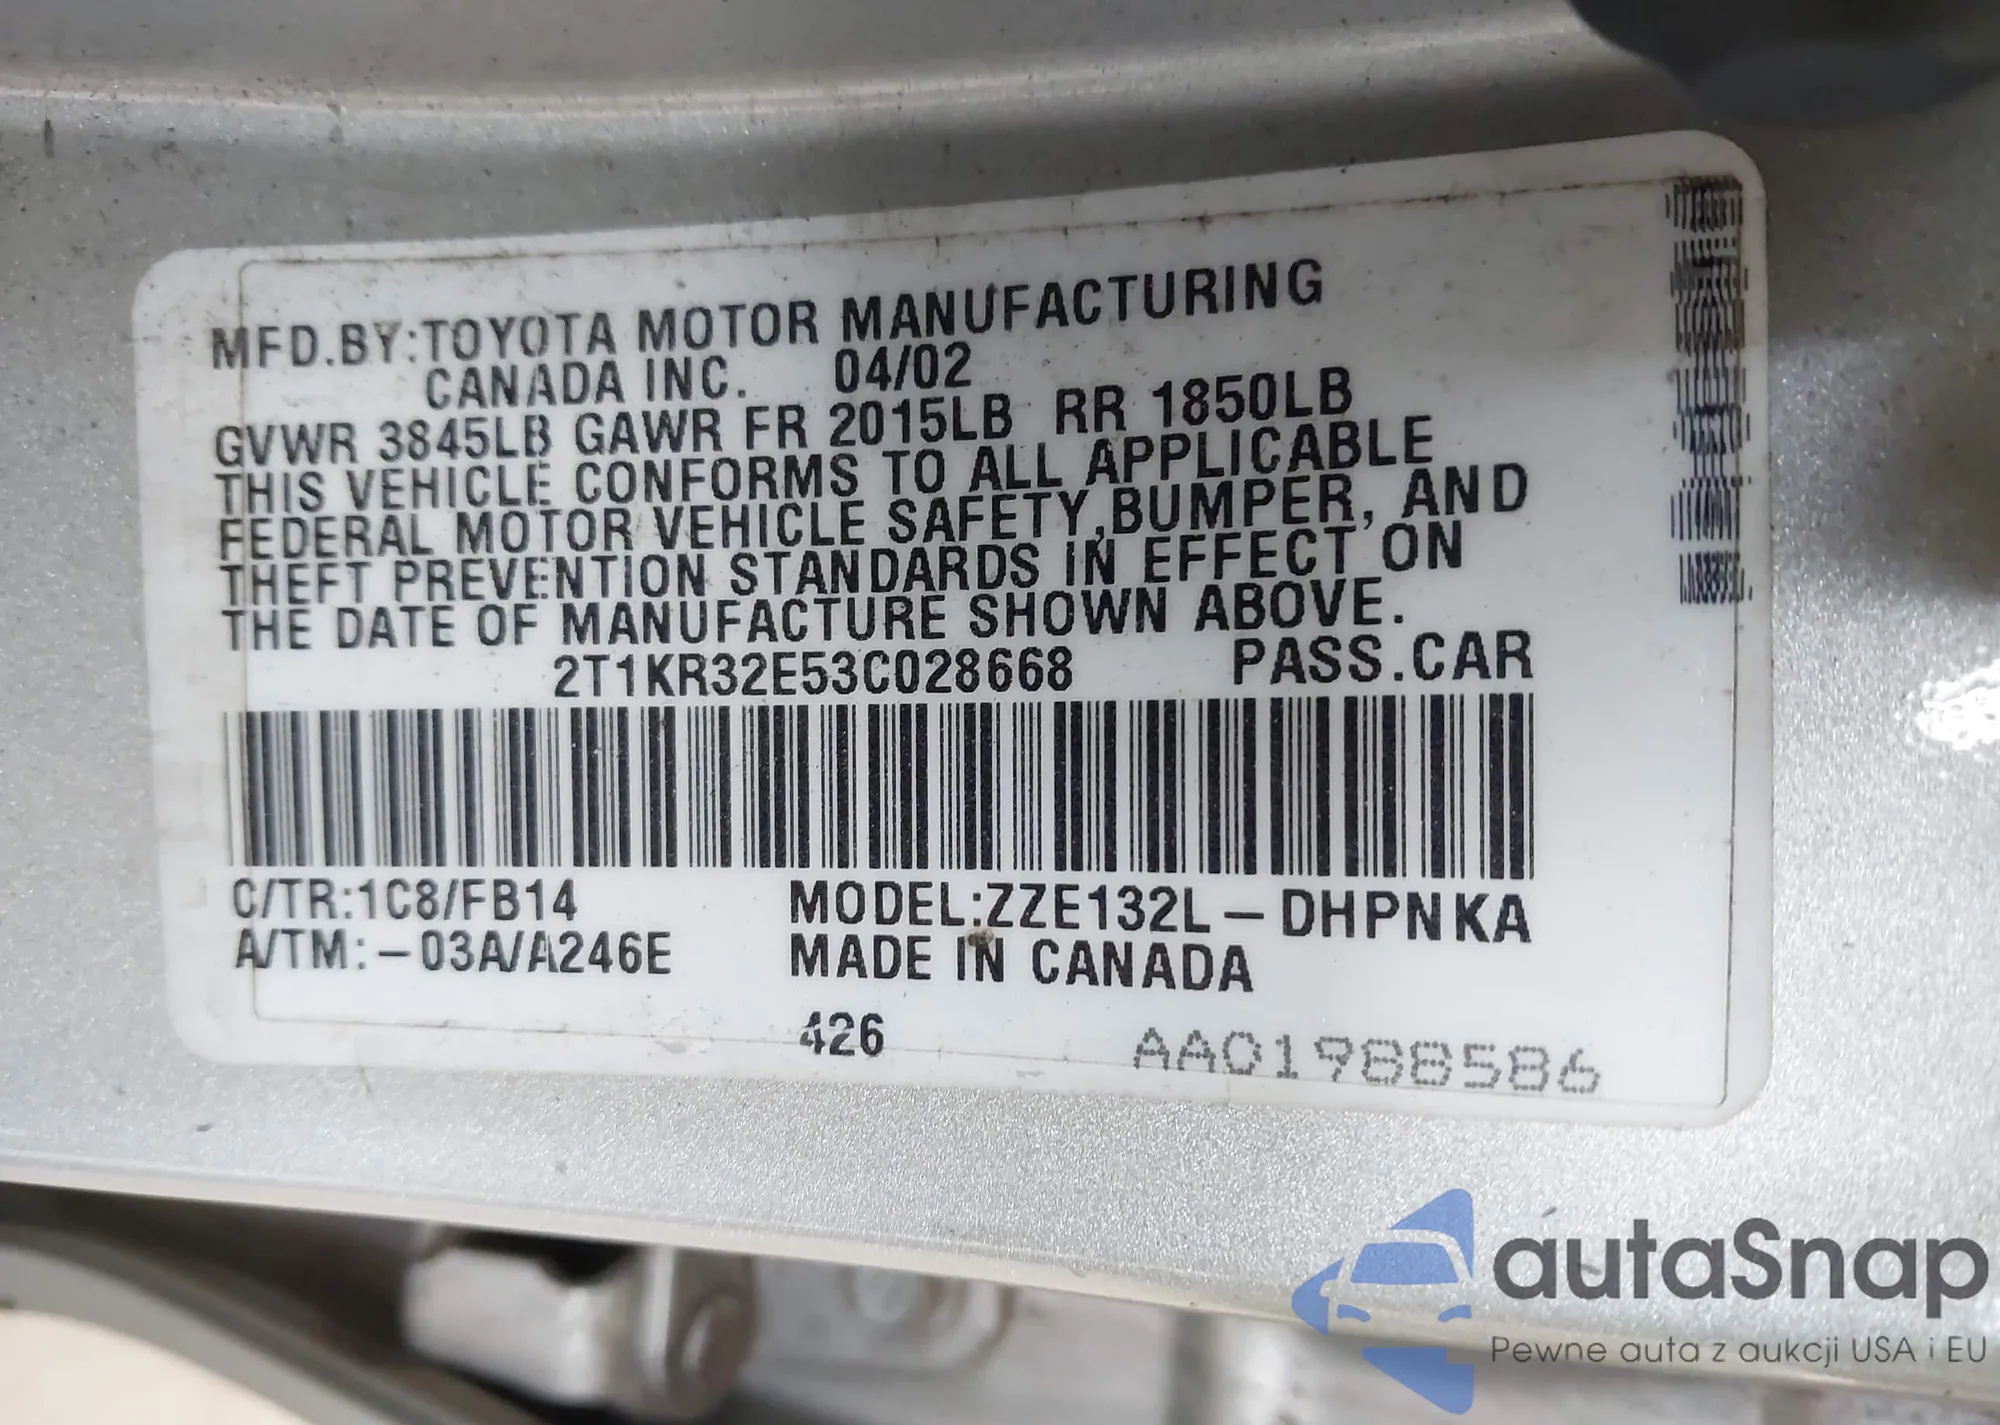 MFD.BY:TOYOTA MOTOR MANUFACTURING
CANADA INC. 04/02
GVWR 3845LB GAWR FR 2015LB RR 1850LB
THIS VEHICLE CONFORMS TO ALL APPLICABLE
FEDERAL MOTOR VEHICLE SAFETY,BUMPER, AND
THEFT PREVENTION STANDARDS IN EFFECT ON
THE DATE OF MANUFACTURE SHOWN ABOVE.
2T1KR32E53C028668 PASS.CAR
C/TR:1C8/FB14 MODEL:ZZE132L-DHPNKA
A/TM:-03A/A246E MADE IN CANADA
426 AA01988586
autaSnap
Pewne auta z aukcji USA i EU